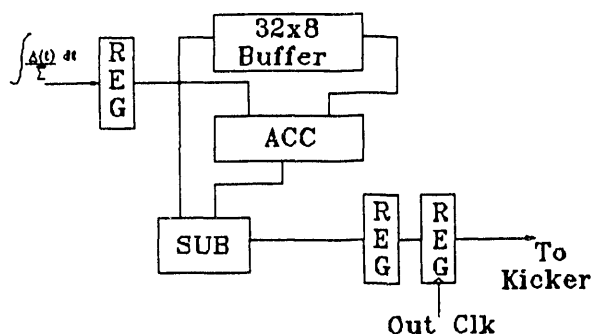 ∫ Δ(t)/Σ dt
REG
32x8
Buffer
ACC
SUB
REG
REG
To
Kicker
Out Clk